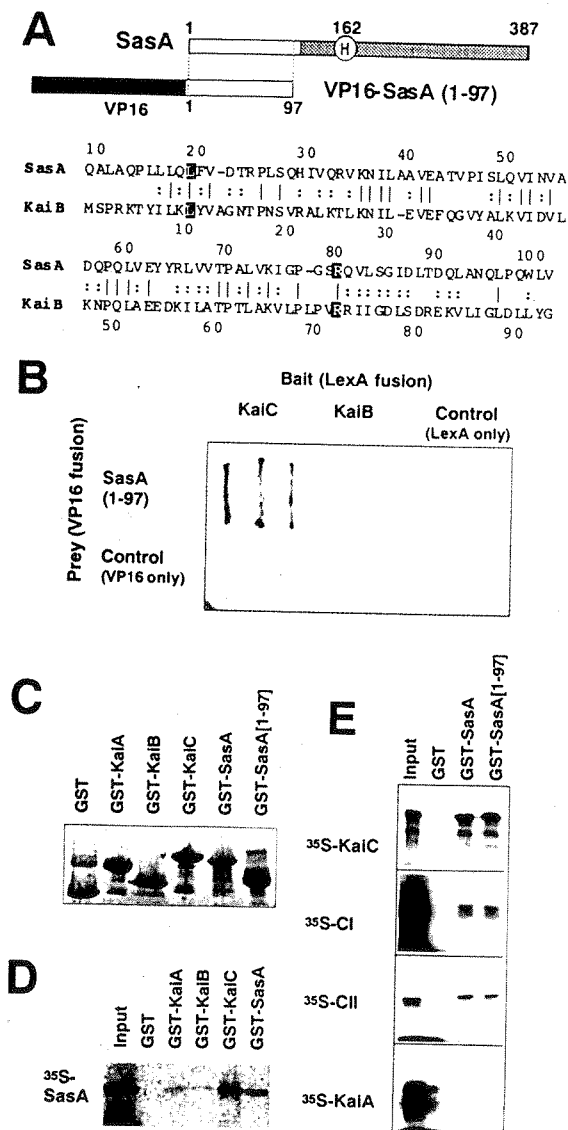 A
SasA
1 162 387
H
VP16
1 97
VP16-SasA (1-97)
10 20 30 40 50
SasA QALAQPLLLQLFV-DTRPLSQHIVQRVKNILAAVEATVPISLQVINVA
KaiB MSPRKTYILKLYVAGNTPNSVRALKTLKNIL-EVEFQGVYALKVIDVL
10 20 30 40
60 70 80 90 100
SasA DQPQLVEYYRLVVTPALVKIGP-GSRQVLSGIDLTDQLANQLPQWLV
KaiB KNPQLAEEDKILATPTLAKVLPLPVRRIIGDLSDREKVLIGLDLLYG
50 60 70 80 90
B
Bait (LexA fusion)
KaiC KaiB Control
(LexA only)
Prey (VP16 fusion)
SasA
(1-97)
Control
(VP16 only)
C
GST
GST-KaiA
GST-KaiB
GST-KaiC
GST-SasA
GST-SasA[1-97]
D
Input
GST
GST-KaiA
GST-KaiB
GST-KaiC
GST-SasA
35S-
SasA
E
Input
GST
GST-SasA
GST-SasA[1-97]
35S-KaiC
35S-CI
35S-CII
35S-KaiA